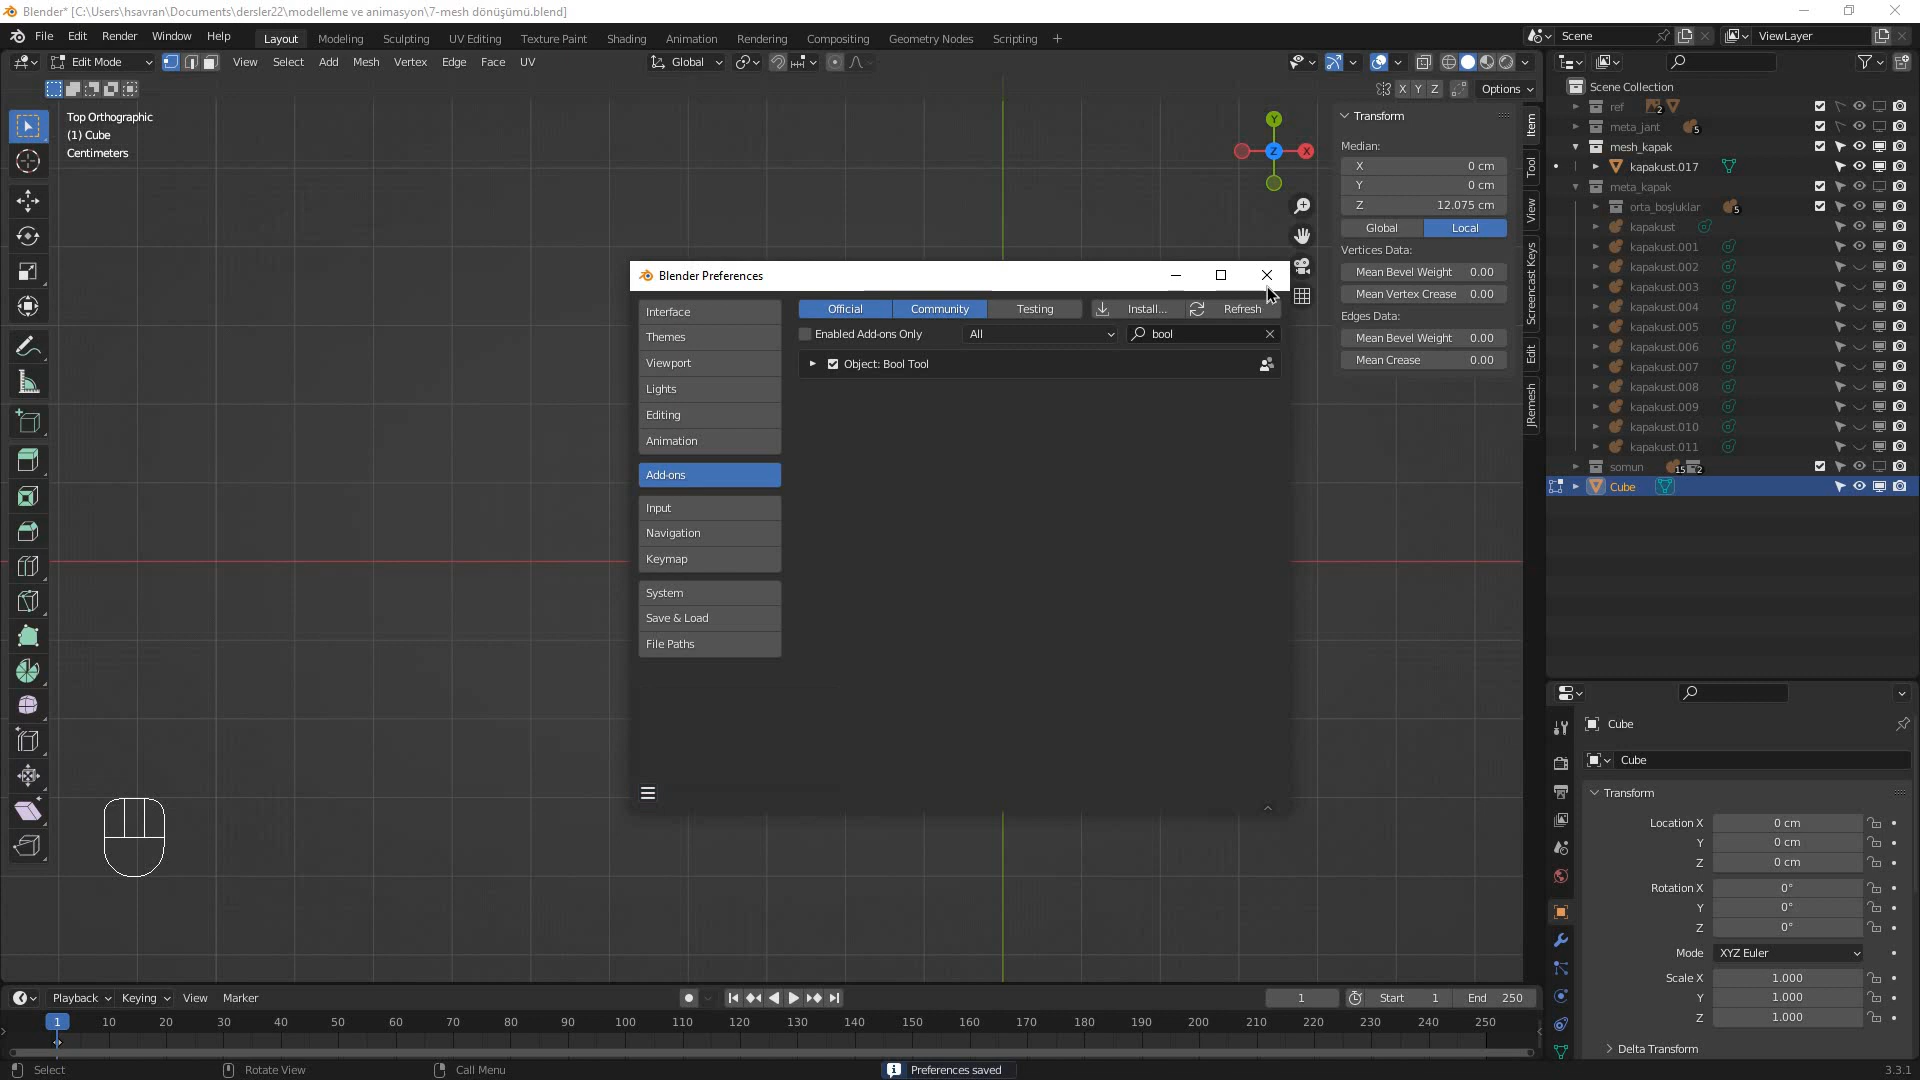 Blender* [C:\Users\hsavran\Documents\dersler22\modelleme ve animasyon\7-mesh dönüşümü.blend]
File Edit Render Window Help
Layout Modeling Sculpting UV Editing Texture Paint Shading Animation Rendering Compositing Geometry Nodes Scripting +
Scene
ViewLayer
Edit Mode View Select Add Mesh Vertex Edge Face UV
Global
X Y Z Options
Top Orthographic
(1) Cube
Centimeters
Y
Z
X
Transform
Median:
X 0 cm
Y 0 cm
Z 12.075 cm
Global Local
Vertices Data:
Mean Bevel Weight 0.00
Mean Vertex Crease 0.00
Edges Data:
Mean Bevel Weight 0.00
Mean Crease 0.00
Item
Tool
View
Screencast Keys
Edit
JRemesh
Blender Preferences
Interface
Themes
Viewport
Lights
Editing
Animation
Add-ons
Input
Navigation
Keymap
System
Save & Load
File Paths
Official Community Testing Install... Refresh
Enabled Add-ons Only All bool
Object: Bool Tool
Scene Collection
ref 2
meta_jant 5
mesh_kapak
kapakust.017
meta_kapak
orta_boşluklar 5
kapakust
kapakust.001
kapakust.002
kapakust.003
kapakust.004
kapakust.005
kapakust.006
kapakust.007
kapakust.008
kapakust.009
kapakust.010
kapakust.011
somun 15 2
Cube
Cube
Cube
Transform
Location X 0 cm
Y 0 cm
Z 0 cm
Rotation X 0°
Y 0°
Z 0°
Mode XYZ Euler
Scale X 1.000
Y 1.000
Z 1.000
Delta Transform
Playback Keying View Marker
1 Start 1 End 250
1 10 20 30 40 50 60 70 80 90 100 110 120 130 140 150 160 170 180 190 200 210 220 230 240 250
Select Rotate View Call Menu
Preferences saved
3.3.1